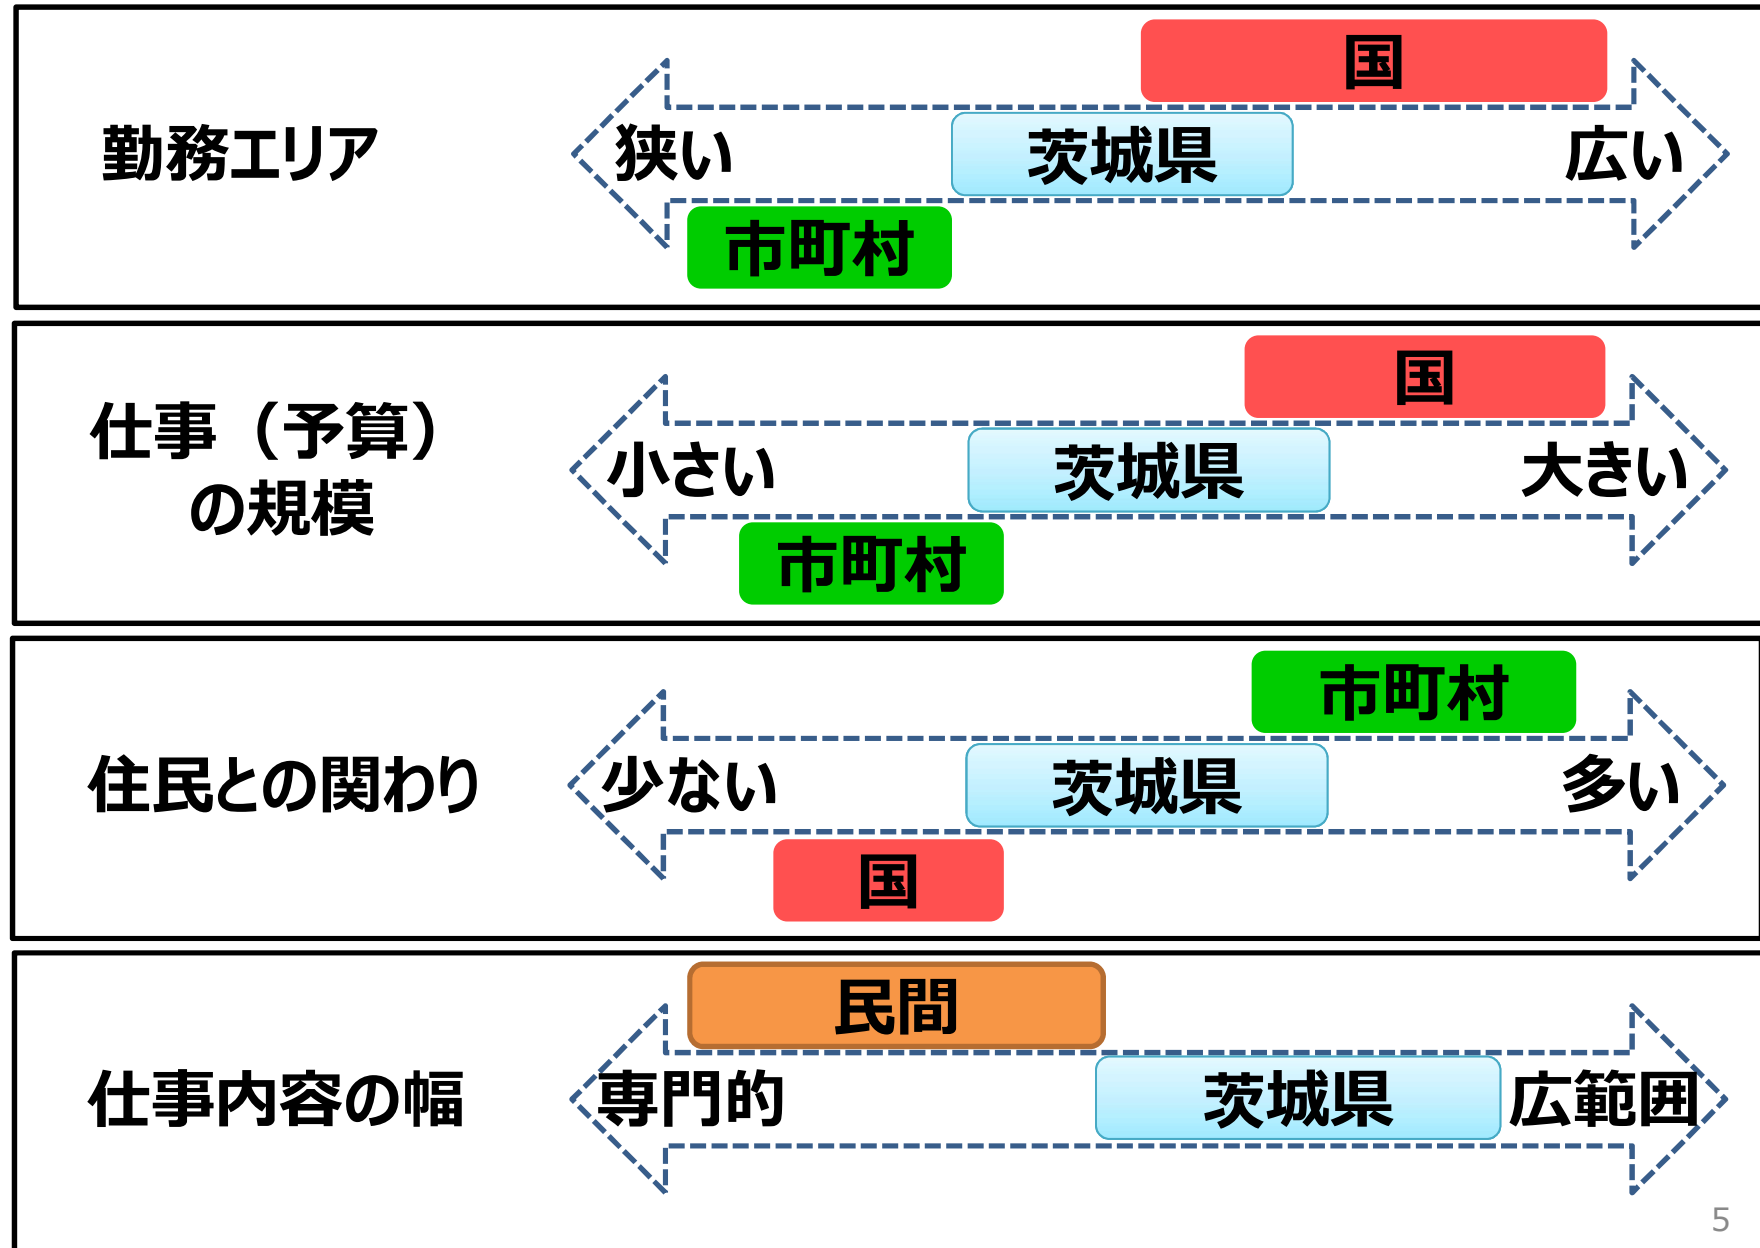 国
勤務エリア
狭い
茨城県
広い
市町村
国
仕事（予算）
の規模
小さい
茨城県
大きい
市町村
市町村
住民との関わり
少ない
茨城県
多い
国
民間
仕事内容の幅
専門的
茨城県
広範囲
5